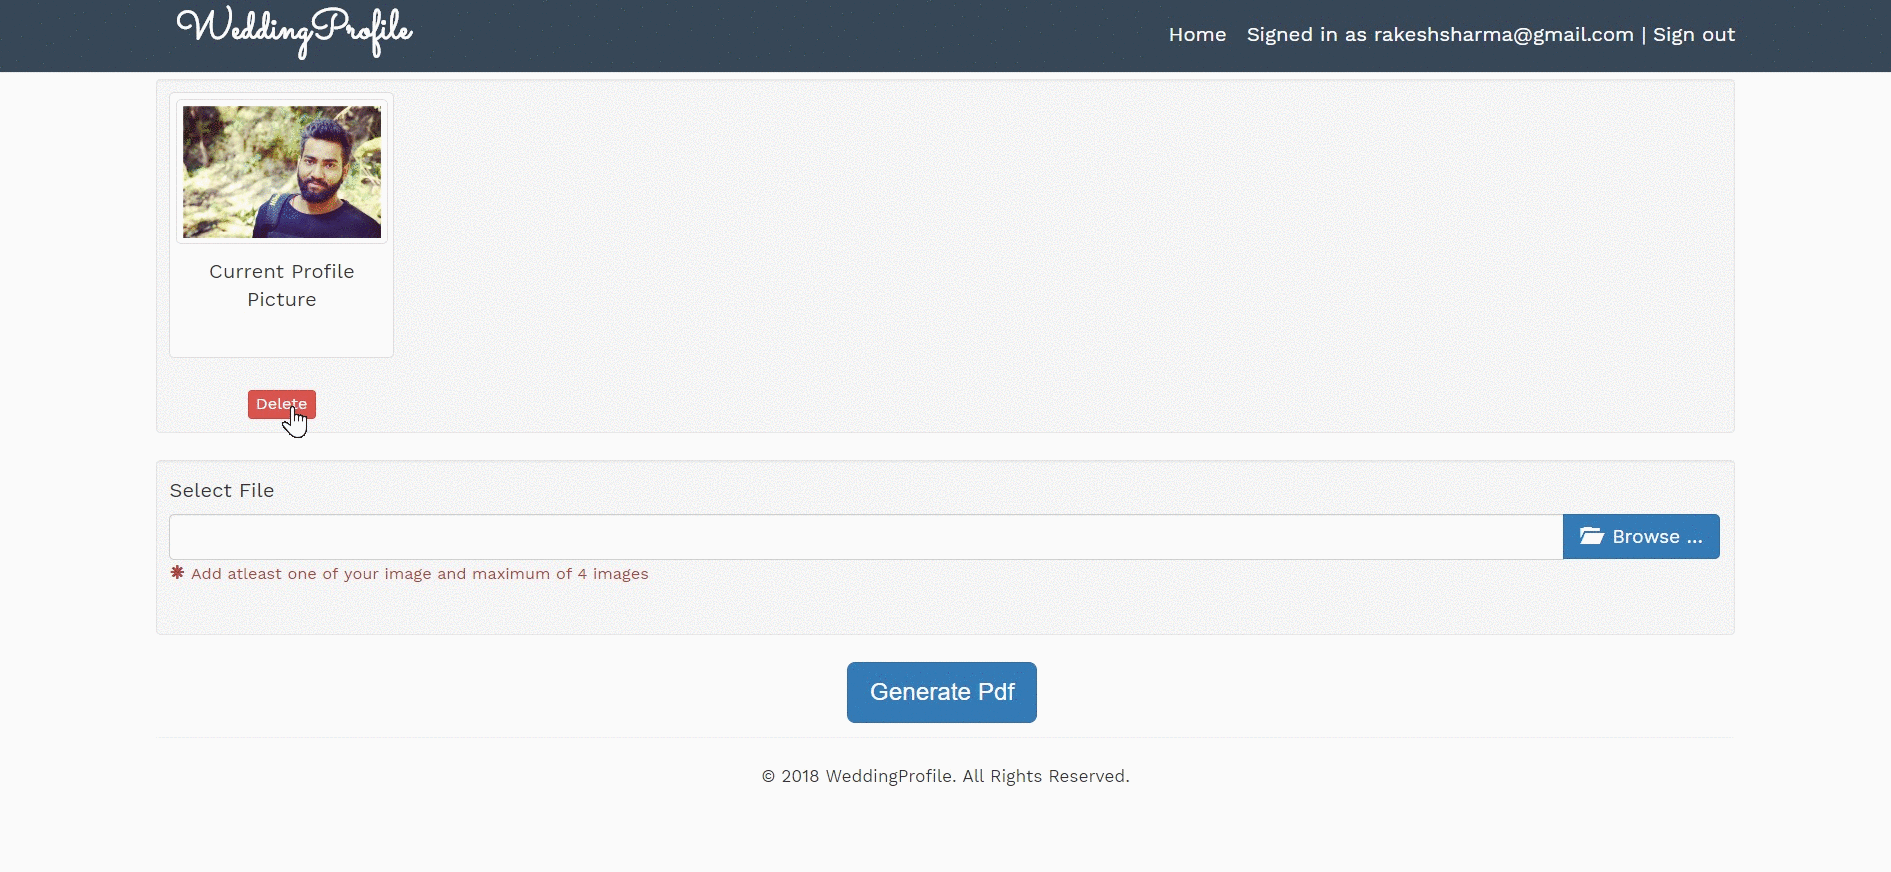 WeddingProfile
Home Signed in as rakeshsharma@gmail.com | Sign out
Current Profile
Picture
Delete
Select File
Browse ...
✱ Add atleast one of your image and maximum of 4 images
Generate Pdf
© 2018 WeddingProfile. All Rights Reserved.